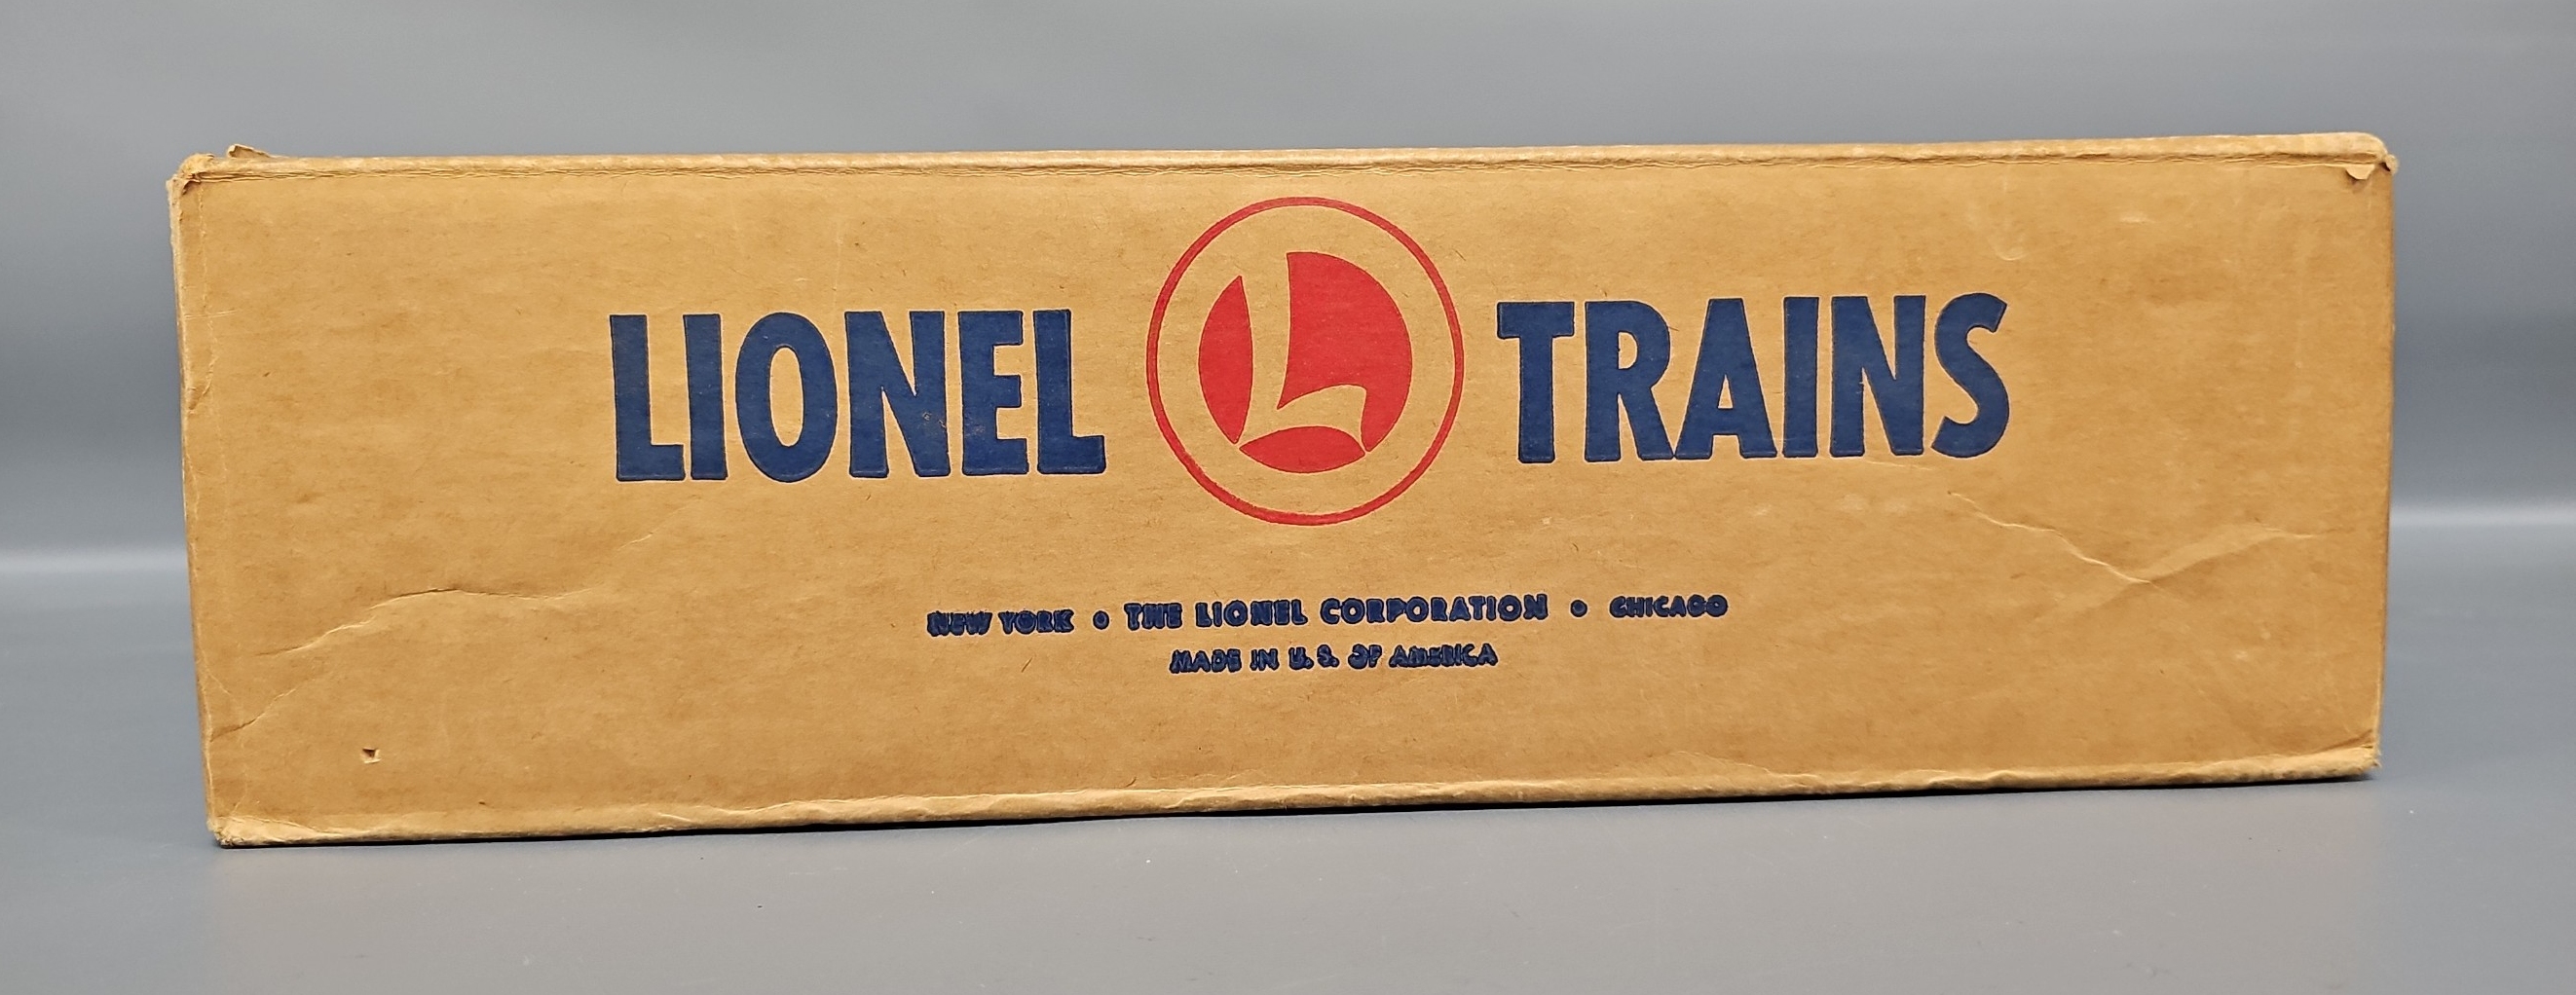 LIONEL L TRAINS
NEW YORK • THE LIONEL CORPORATION • CHICAGO
MADE IN U. S. OF AMERICA